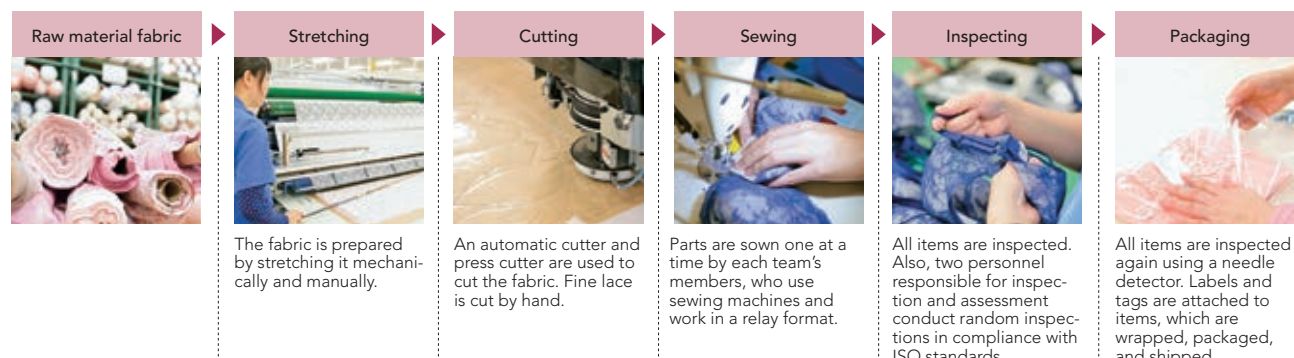 Raw material fabric
Stretching
Cutting
Sewing
Inspecting
Packaging
The fabric is prepared
by stretching it mechani-
cally and manually.
An automatic cutter and
press cutter are used to
cut the fabric. Fine lace
is cut by hand.
Parts are sown one at a
time by each team's
members, who use
sewing machines and
work in a relay format.
All items are inspected.
Also, two personnel
responsible for inspec-
tion and assessment
conduct random inspec-
tions in compliance with
ISO standards.
All items are inspected
again using a needle
detector. Labels and
tags are attached to
items, which are
wrapped, packaged,
and shipped.